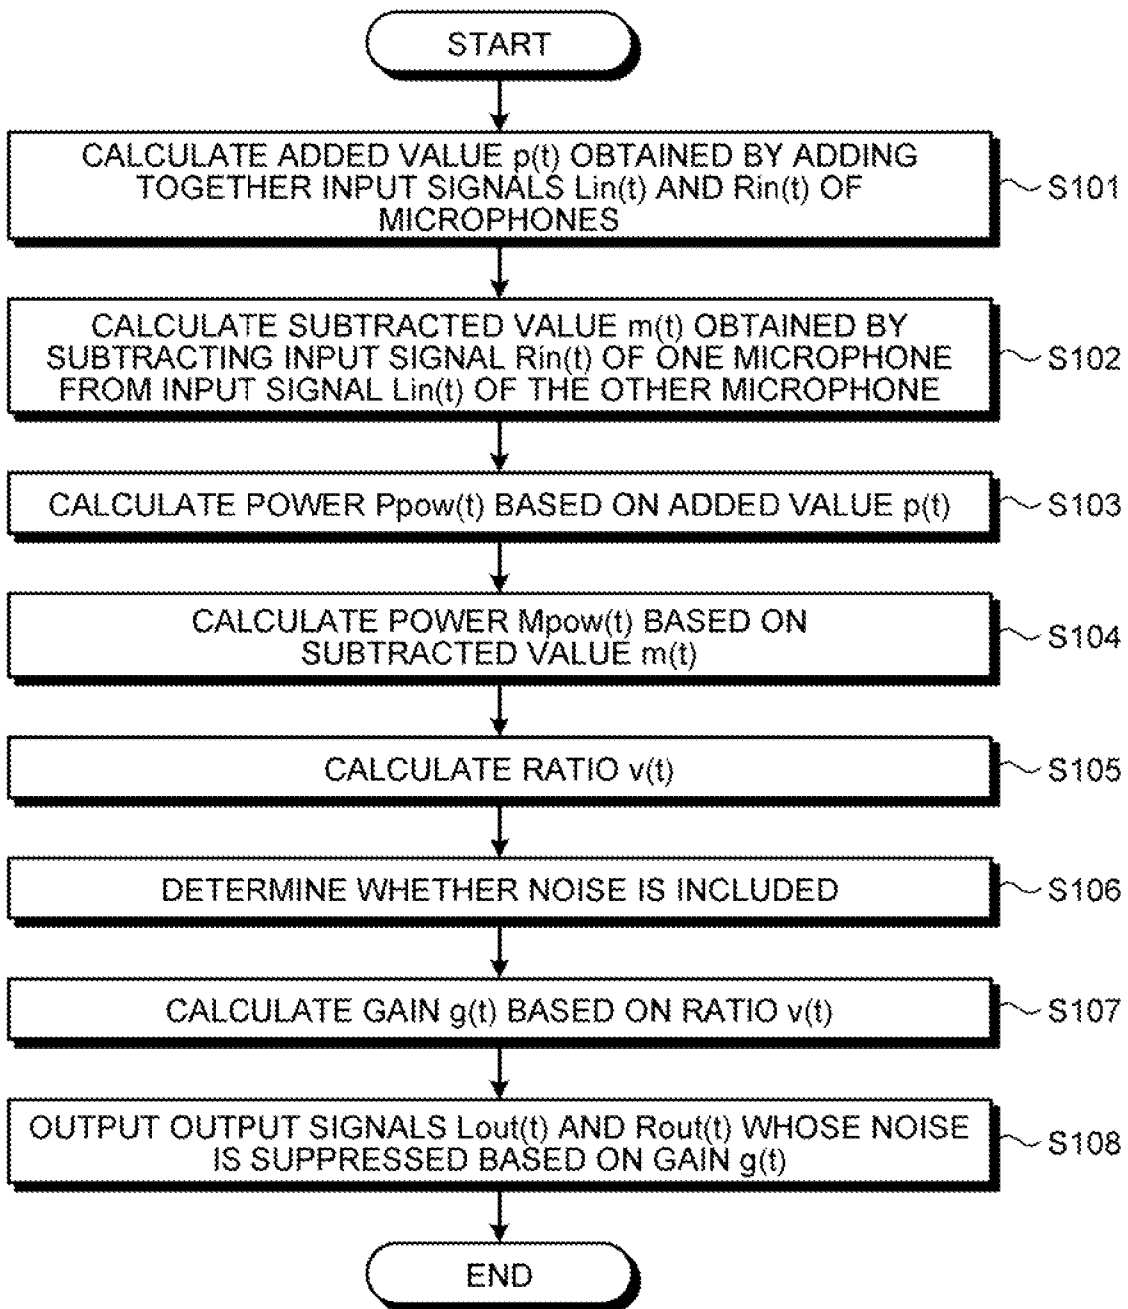 START
CALCULATE ADDED VALUE p(t) OBTAINED BY ADDING
TOGETHER INPUT SIGNALS Lin(t) AND Rin(t) OF
MICROPHONES
S101
CALCULATE SUBTRACTED VALUE m(t) OBTAINED BY
SUBTRACTING INPUT SIGNAL Rin(t) OF ONE MICROPHONE
FROM INPUT SIGNAL Lin(t) OF THE OTHER MICROPHONE
S102
CALCULATE POWER Ppow(t) BASED ON ADDED VALUE p(t)
S103
CALCULATE POWER Mpow(t) BASED ON
SUBTRACTED VALUE m(t)
S104
CALCULATE RATIO v(t)
S105
DETERMINE WHETHER NOISE IS INCLUDED
S106
CALCULATE GAIN g(t) BASED ON RATIO v(t)
S107
OUTPUT OUTPUT SIGNALS Lout(t) AND Rout(t) WHOSE NOISE
IS SUPPRESSED BASED ON GAIN g(t)
S108
END